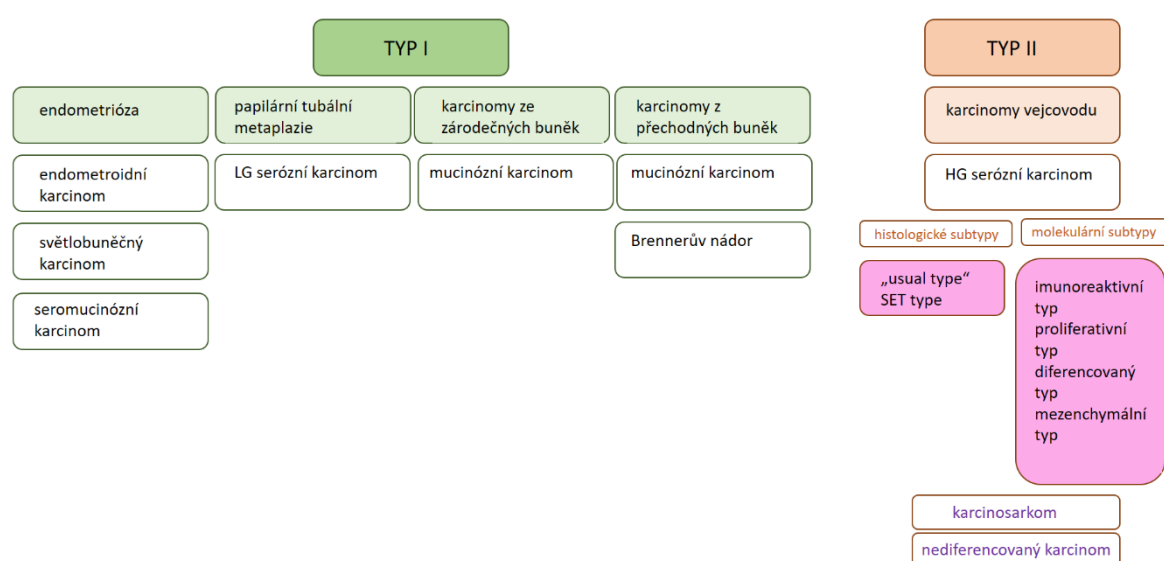 TYP I
TYP II
endometrióza
papilární tubální
metaplazie
karcinomy ze
zárodečných buněk
karcinomy z
přechodných buněk
karcinomy vejcovodu
endometroidní
karcinom
LG serózní karcinom
mucinózní karcinom
mucinózní karcinom
HG serózní karcinom
světlobuněčný
karcinom
Brennerův nádor
histologické subtypy
molekulární subtypy
seromucinózní
karcinom
„usual type“
SET type
imunoreaktivní
typ
proliferativní
typ
diferencovaný
typ
mezenchymální
typ
karcinosarkom
nediferencovaný karcinom